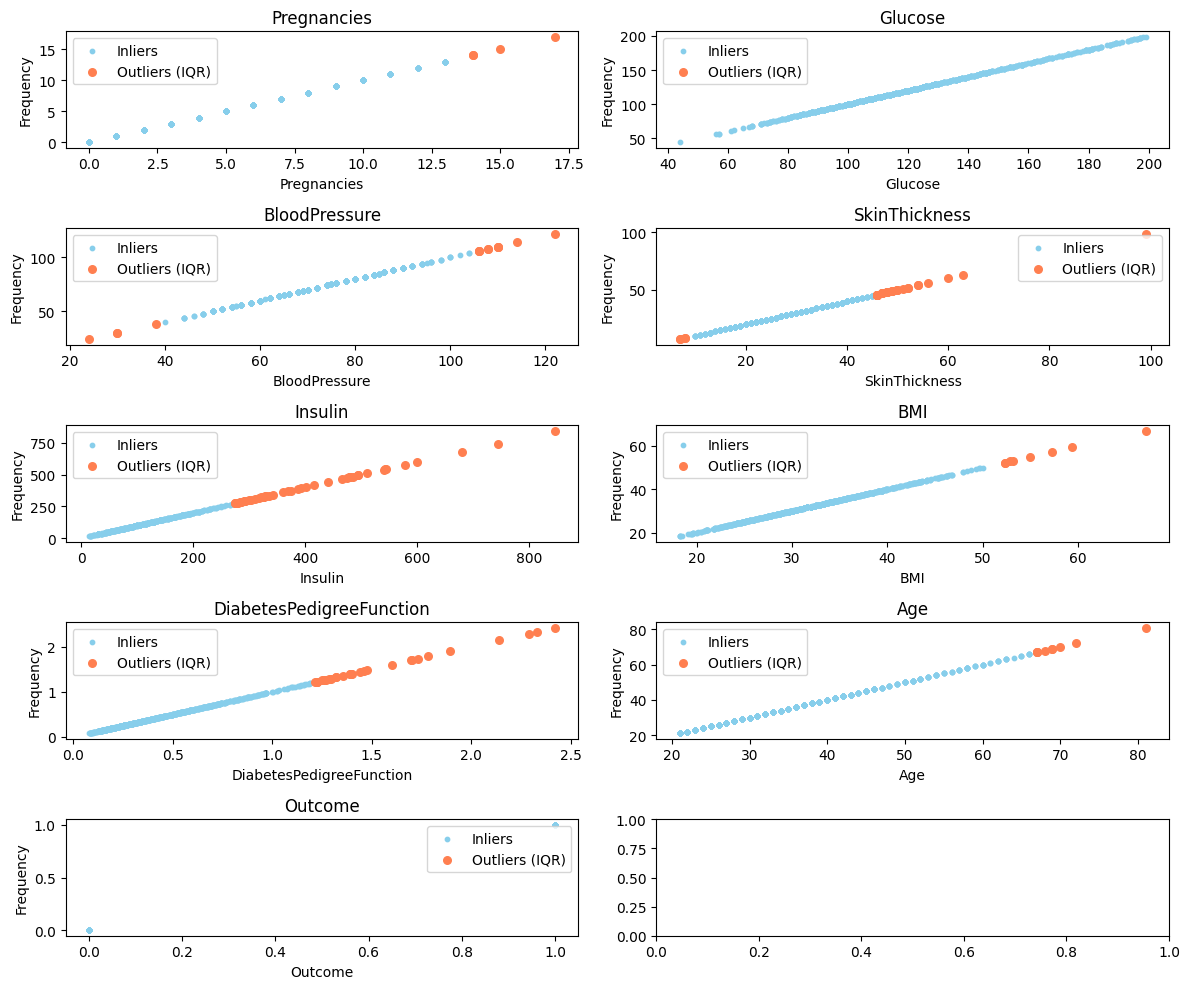 Pregnancies
Inliers
Outliers (IQR)
15
10
5
0
Frequency
0.0 2.5 5.0 7.5 10.0 12.5 15.0 17.5
Pregnancies
Glucose
Inliers
Outliers (IQR)
200
150
100
50
Frequency
40 60 80 100 120 140 160 180 200
Glucose
BloodPressure
Inliers
Outliers (IQR)
100
50
Frequency
20 40 60 80 100 120
BloodPressure
SkinThickness
Inliers
Outliers (IQR)
100
50
Frequency
20 40 60 80 100
SkinThickness
Insulin
Inliers
Outliers (IQR)
750
500
250
0
Frequency
0 200 400 600 800
Insulin
BMI
Inliers
Outliers (IQR)
60
40
20
Frequency
20 30 40 50 60
BMI
DiabetesPedigreeFunction
Inliers
Outliers (IQR)
2
1
0
Frequency
0.0 0.5 1.0 1.5 2.0 2.5
DiabetesPedigreeFunction
Age
Inliers
Outliers (IQR)
80
60
40
20
Frequency
20 30 40 50 60 70 80
Age
Outcome
Inliers
Outliers (IQR)
1.0
0.5
0.0
Frequency
0.0 0.2 0.4 0.6 0.8 1.0
Outcome
1.00
0.75
0.50
0.25
0.00
0.0 0.2 0.4 0.6 0.8 1.0